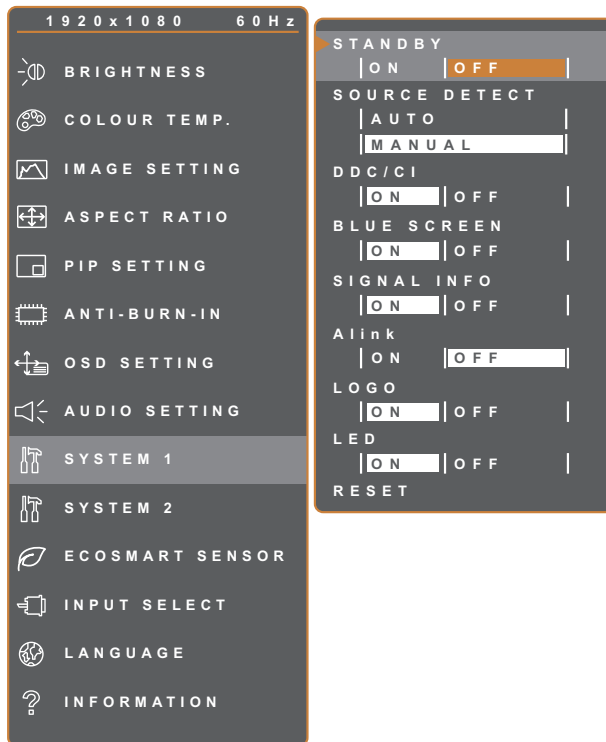 1920x1080 60Hz
BRIGHTNESS
COLOUR TEMP.
IMAGE SETTING
ASPECT RATIO
PIP SETTING
ANTI-BURN-IN
OSD SETTING
AUDIO SETTING
SYSTEM 1
SYSTEM 2
ECOSMART SENSOR
INPUT SELECT
LANGUAGE
INFORMATION
STANDBY
ON OFF
SOURCE DETECT
AUTO
MANUAL
DDC/CI
ON OFF
BLUE SCREEN
ON OFF
SIGNAL INFO
ON OFF
Alink
ON OFF
LOGO
ON OFF
LED
ON OFF
RESET